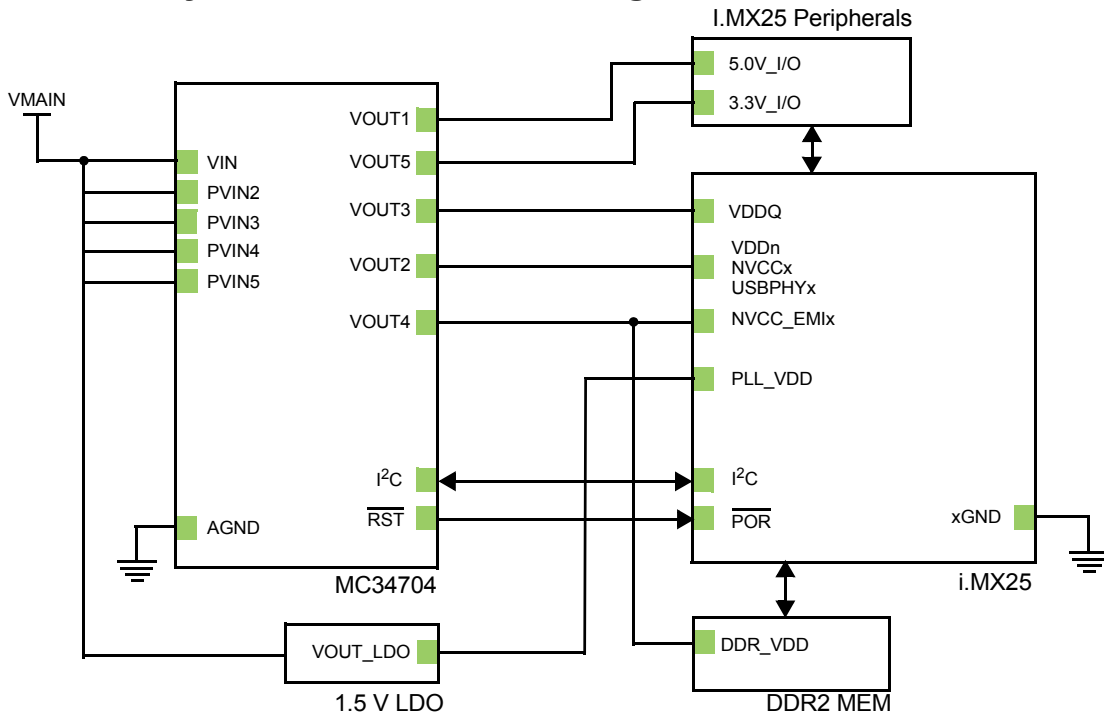 I.MX25 Peripherals
5.0V_I/O
3.3V_I/O
VMAIN
VIN
PVIN2
PVIN3
PVIN4
PVIN5
AGND
VOUT1
VOUT5
VOUT3
VOUT2
VOUT4
I²C
RST
MC34704
VDDQ
VDDn
NVCCx
USBPHYx
NVCC_EMIx
PLL_VDD
I²C
POR
xGND
i.MX25
VOUT_LDO
1.5 V LDO
DDR_VDD
DDR2 MEM